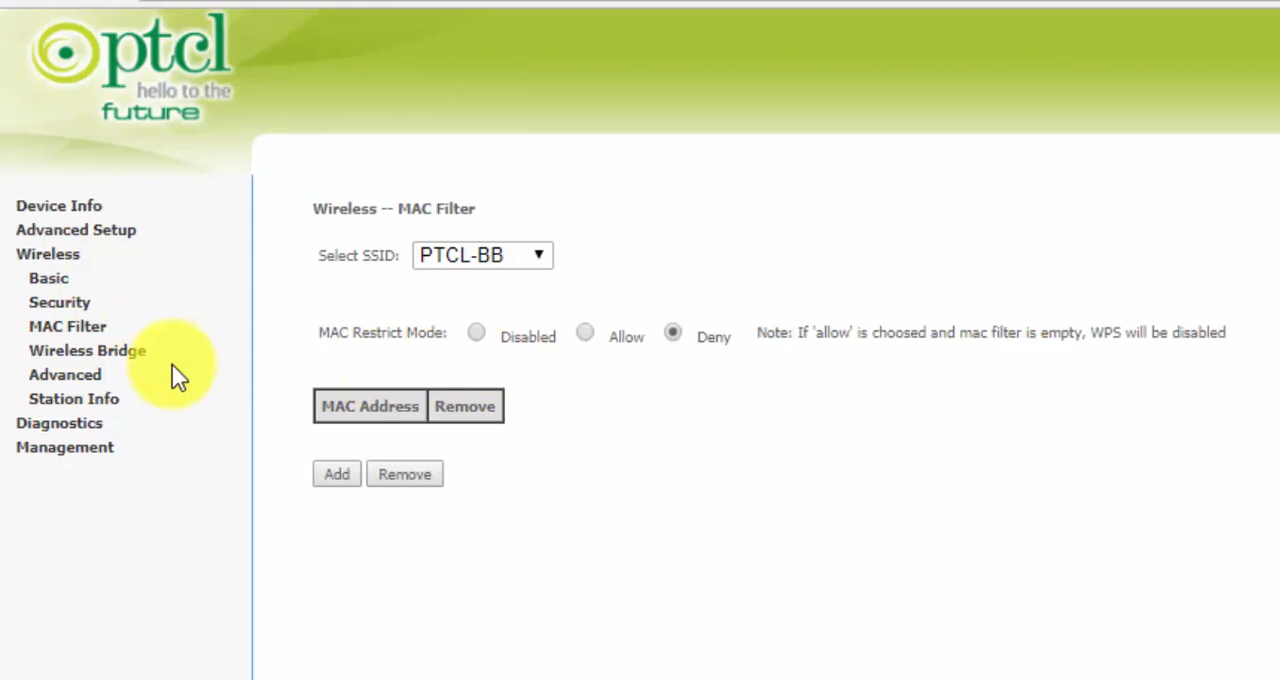 ptcl
hello to the
future
Device Info
Advanced Setup
Wireless
Basic
Security
MAC Filter
Wireless Bridge
Advanced
Station Info
Diagnostics
Management
Wireless -- MAC Filter
Select SSID: PTCL-BB
MAC Restrict Mode: Disabled Allow Deny Note: If 'allow' is choosed and mac filter is empty, WPS will be disabled
MAC Address Remove
Add Remove